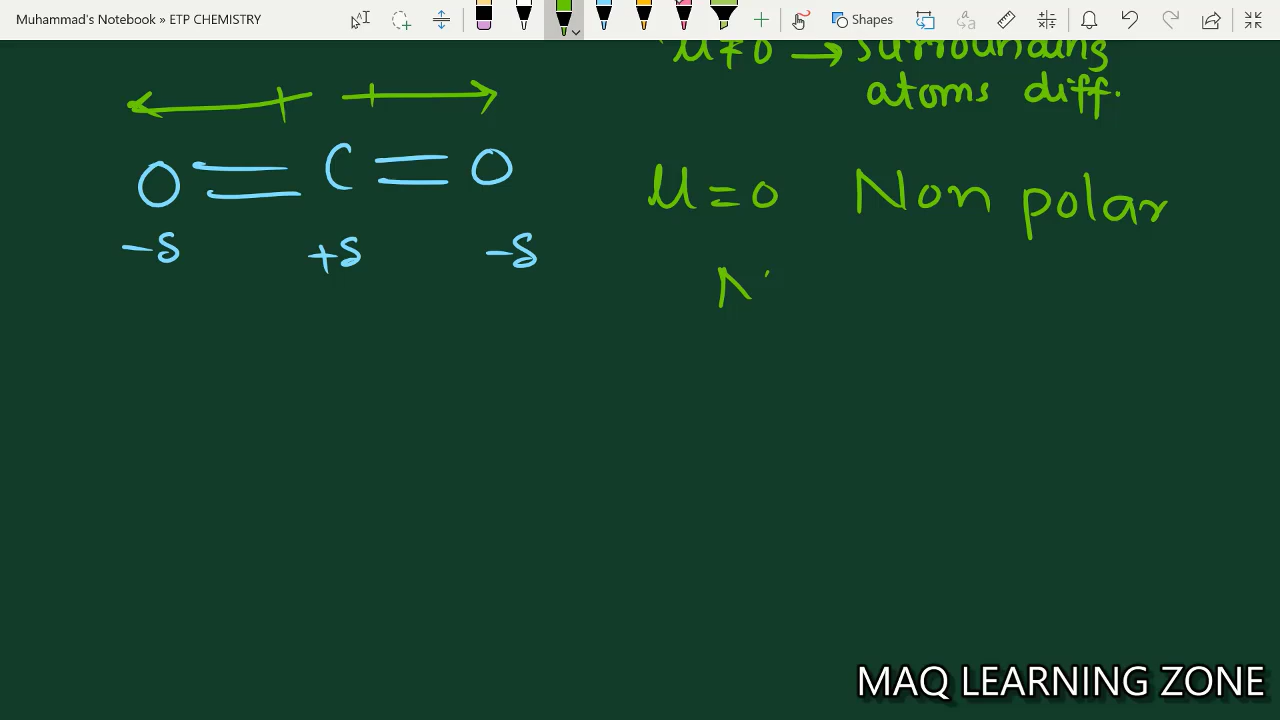 Muhammad's Notebook » ETP CHEMISTRY
Shapes
μ≠0 → surrounding
atoms diff.
O=C=O
-δ +δ -δ
μ=0 Non polar
MAQ LEARNING ZONE